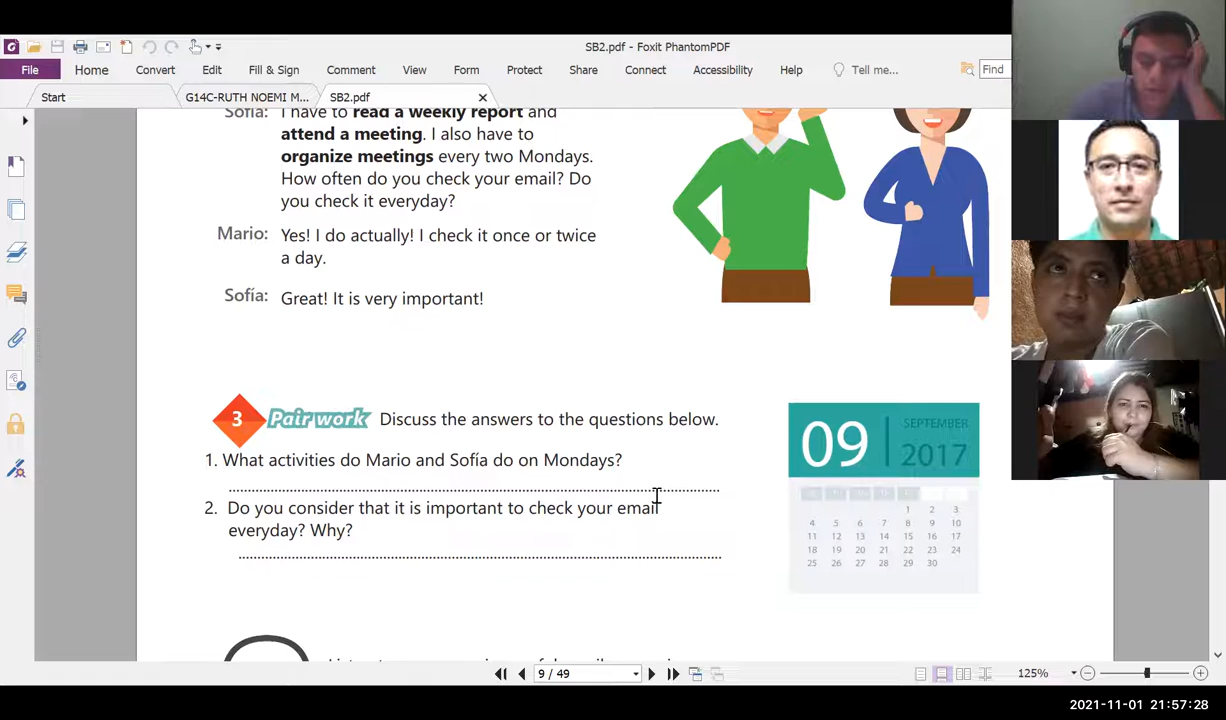 SB2.pdf - Foxit PhantomPDF
File Home Convert Edit Fill & Sign Comment View Form Protect Share Connect Accessibility Help Tell me... Find
Start G14C-RUTH NOEMI M... SB2.pdf
Sofía: I have to read a weekly report and
attend a meeting. I also have to
organize meetings every two Mondays.
How often do you check your email? Do
you check it everyday?
Mario: Yes! I do actually! I check it once or twice
a day.
Sofía: Great! It is very important!
3 Pair work Discuss the answers to the questions below.
1. What activities do Mario and Sofía do on Mondays?
2. Do you consider that it is important to check your email
everyday? Why?
09 SEPTEMBER
2017
1 2 3
4 5 6 7 8 9 10
11 12 13 14 15 16 17
18 19 20 21 22 23 24
25 26 27 28 29 30
9 / 49
125%
2021-11-01 21:57:28